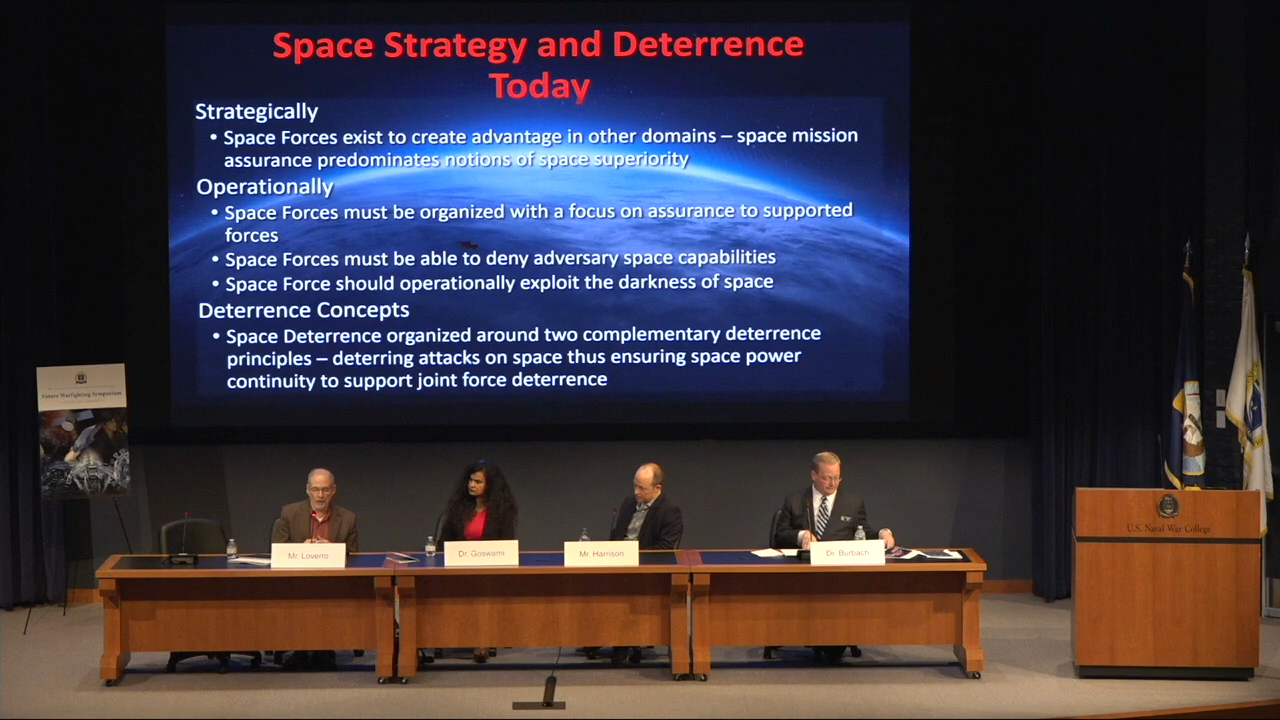 Space Strategy and Deterrence
Today
Strategically
• Space Forces exist to create advantage in other domains – space mission
assurance predominates notions of space superiority
Operationally
• Space Forces must be organized with a focus on assurance to supported
forces
• Space Forces must be able to deny adversary space capabilities
• Space Force should operationally exploit the darkness of space
Deterrence Concepts
• Space Deterrence organized around two complementary deterrence
principles – deterring attacks on space thus ensuring space power
continuity to support joint force deterrence
Future Warfighting Symposium
Mr. Loverro
Dr. Goswami
Mr. Harrison
Dr. Burbach
U.S. Naval War College